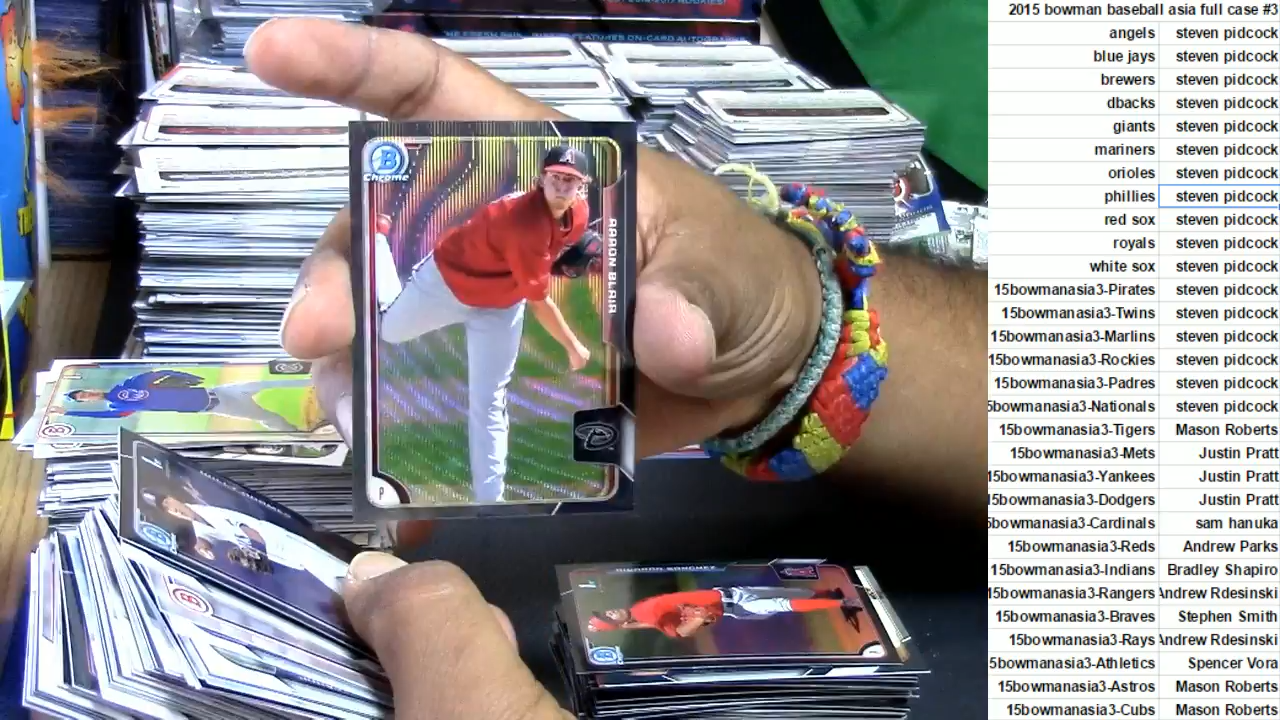 FEATURES ON-CARD AUTOGRAPHS
B
Chrome
AARON BLAIR
P
2015 bowman baseball asia full case #3
angels steven pidcock
blue jays steven pidcock
brewers steven pidcock
dbacks steven pidcock
giants steven pidcock
mariners steven pidcock
orioles steven pidcock
phillies steven pidcock
red sox steven pidcock
royals steven pidcock
white sox steven pidcock
15bowmanasia3-Pirates steven pidcock
15bowmanasia3-Twins steven pidcock
15bowmanasia3-Marlins steven pidcock
15bowmanasia3-Rockies steven pidcock
15bowmanasia3-Padres steven pidcock
5bowmanasia3-Nationals steven pidcock
15bowmanasia3-Tigers Mason Roberts
15bowmanasia3-Mets Justin Pratt
15bowmanasia3-Yankees Justin Pratt
15bowmanasia3-Dodgers Justin Pratt
5bowmanasia3-Cardinals sam hanuka
15bowmanasia3-Reds Andrew Parks
15bowmanasia3-Indians Bradley Shapiro
15bowmanasia3-Rangers Andrew Rdesinski
15bowmanasia3-Braves Stephen Smith
15bowmanasia3-Rays Andrew Rdesinski
5bowmanasia3-Athletics Spencer Vora
15bowmanasia3-Astros Mason Roberts
15bowmanasia3-Cubs Mason Roberts